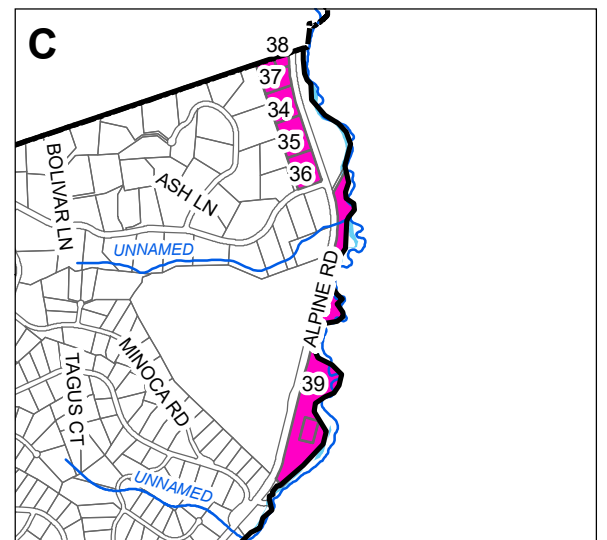 C
38
37
34
35
36
BOLIVAR LN
ASH LN
UNNAMED
ALPINE RD
MINOCA RD
TAGUS CT
39
UNNAMED